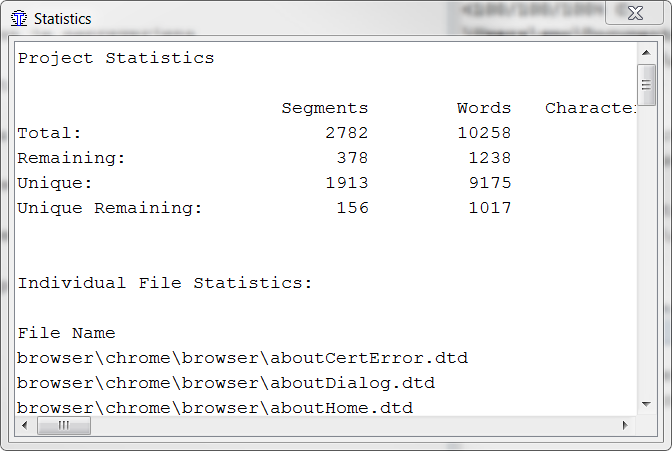 Statistics
Project Statistics
Segments Words Character
Total: 2782 10258
Remaining: 378 1238
Unique: 1913 9175
Unique Remaining: 156 1017
Individual File Statistics:
File Name
browser\chrome\browser\aboutCertError.dtd
browser\chrome\browser\aboutDialog.dtd
browser\chrome\browser\aboutHome.dtd